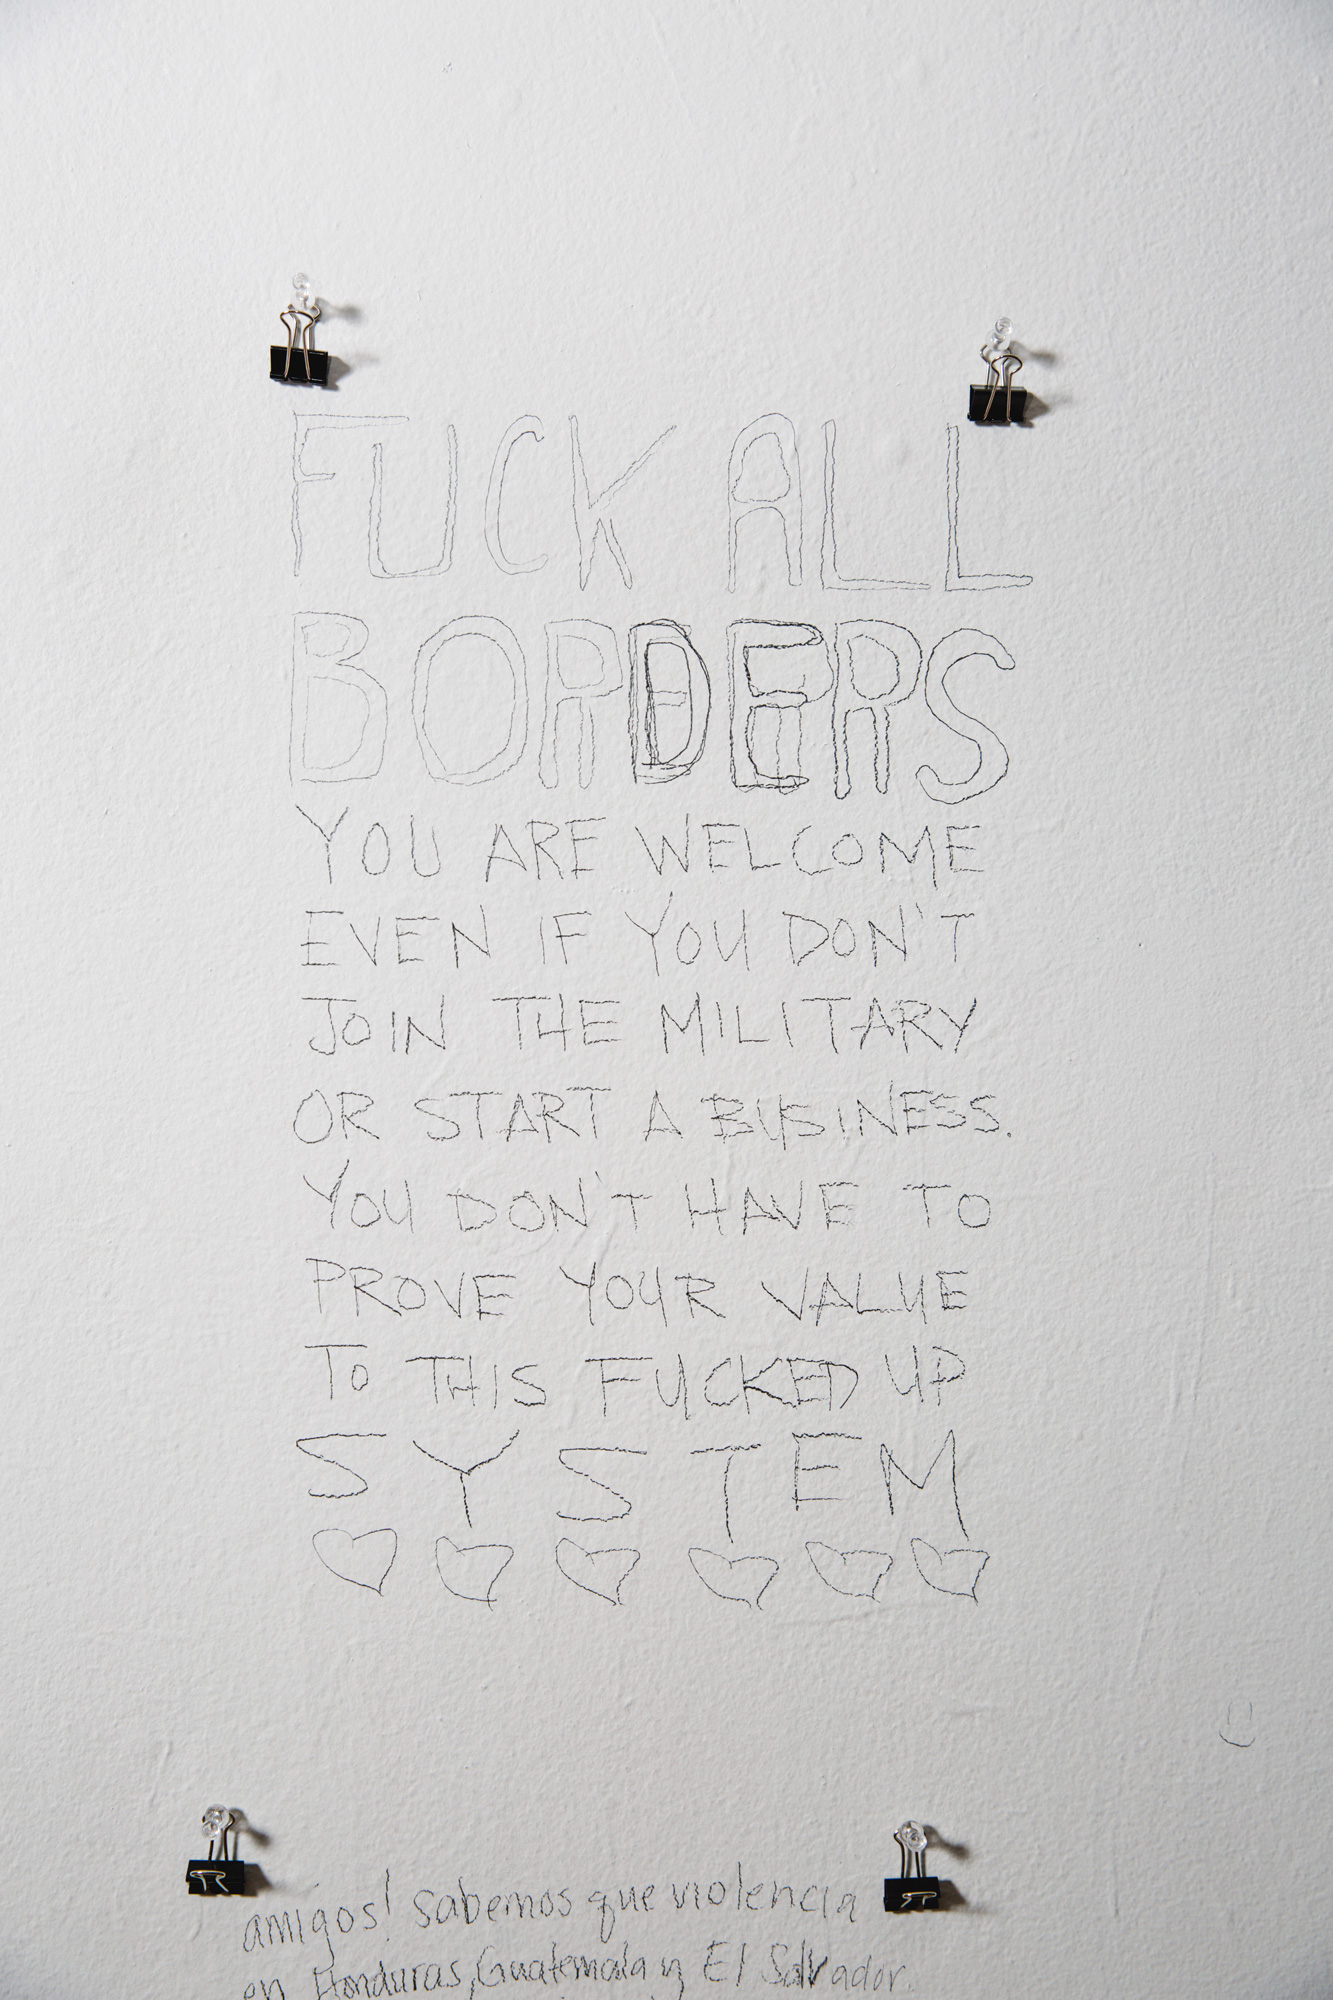 FUCK ALL
BORDERS
YOU ARE WELCOME
EVEN IF YOU DON'T
JOIN THE MILITARY
OR START A BUSINESS.
YOU DON'T HAVE TO
PROVE YOUR VALUE
TO THIS FUCKED UP
SYSTEM
amigos! sabemos que violencia
en Honduras, Guatemala y El Salvador.